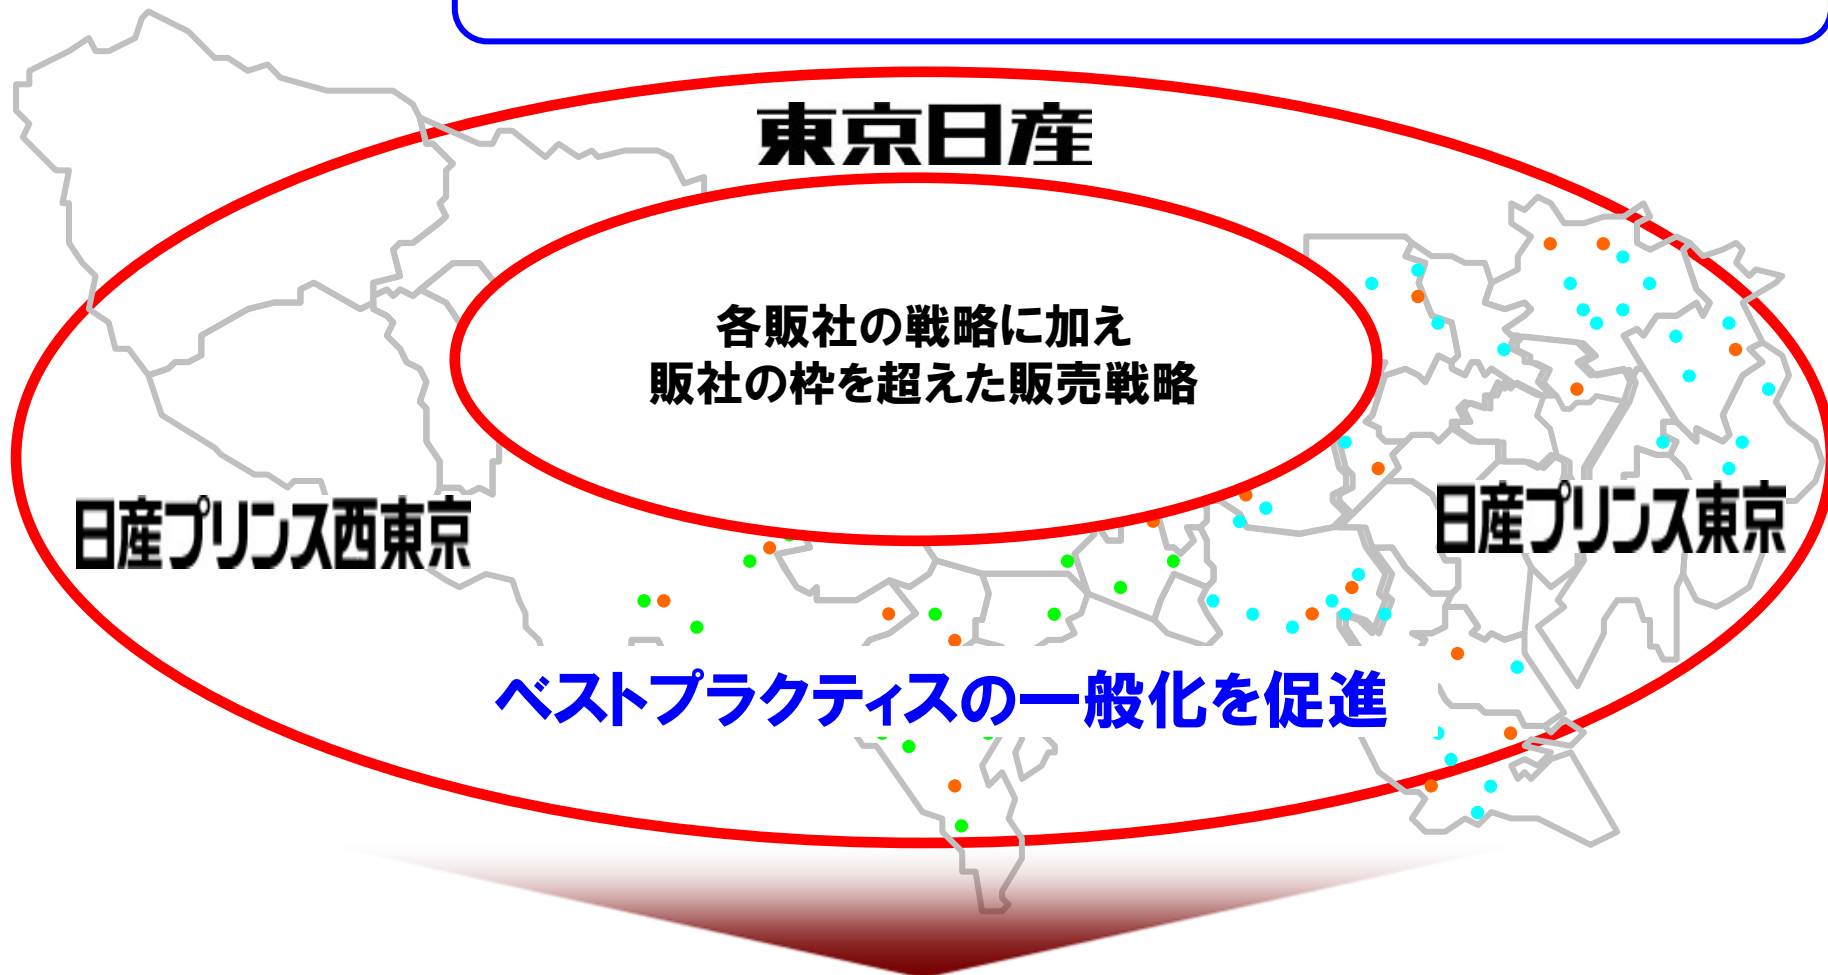 東京日産
各販社の戦略に加え
販社の枠を超えた販売戦略
日産プリンス西東京
日産プリンス東京
ベストプラクティスの一般化を促進